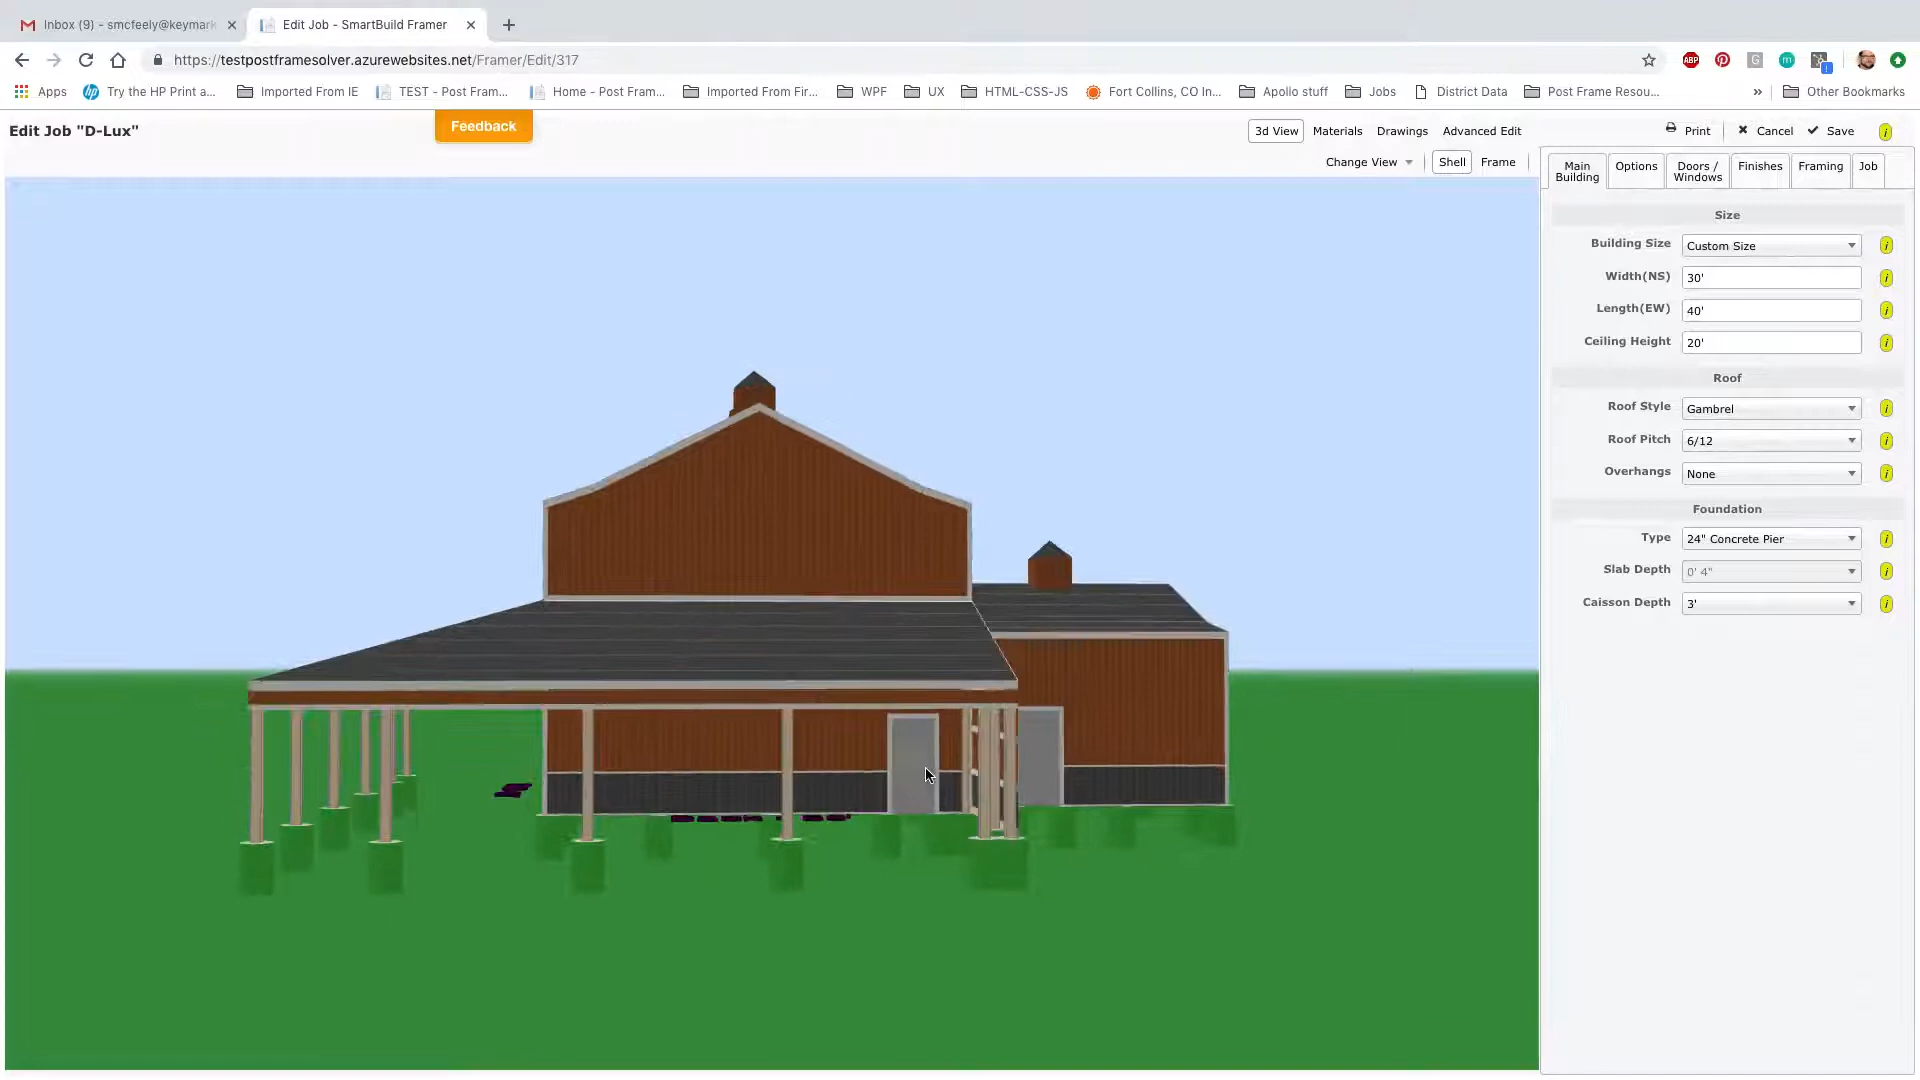 Inbox (9) - smcfeely@keymark
Edit Job - SmartBuild Framer
https://testpostframesolver.azurewebsites.net/Framer/Edit/317
ABP
G
m
Apps
hp
Try the HP Print a...
Imported From IE
TEST - Post Fram...
Home - Post Fram...
Imported From Fir...
WPF
UX
HTML-CSS-JS
Fort Collins, CO In...
Apollo stuff
Jobs
District Data
Post Frame Resou...
»
Other Bookmarks
Edit Job "D-Lux"
Feedback
3d View
Materials
Drawings
Advanced Edit
Print
Cancel
Save
i
Change View
Shell
Frame
Main Building
Options
Doors / Windows
Finishes
Framing
Job
Size
Building Size Custom Size i
Width(NS) 30' i
Length(EW) 40' i
Ceiling Height 20' i
Roof
Roof Style Gambrel i
Roof Pitch 6/12 i
Overhangs None i
Foundation
Type 24" Concrete Pier i
Slab Depth 0' 4" i
Caisson Depth 3' i